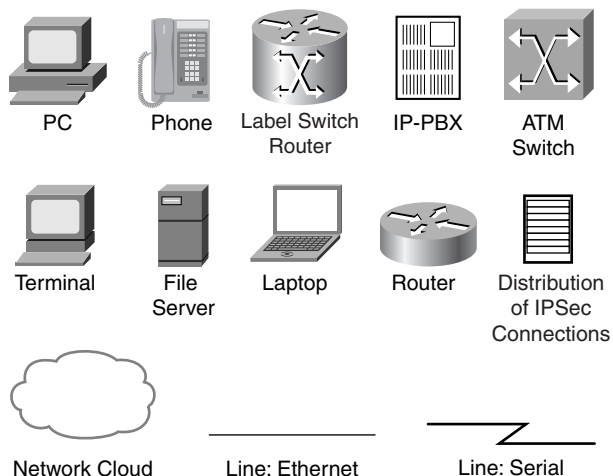 PC
Phone
Label Switch
Router
IP-PBX
ATM
Switch
Terminal
File
Server
Laptop
Router
Distribution
of IPSec
Connections
Network Cloud
Line: Ethernet
Line: Serial